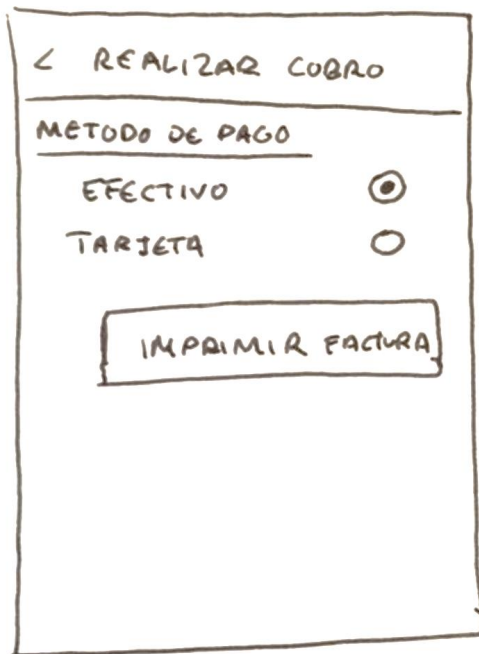 < REALIZAR COBRO
METODO DE PAGO
EFECTIVO
TARJETA
IMPRIMIR FACTURA